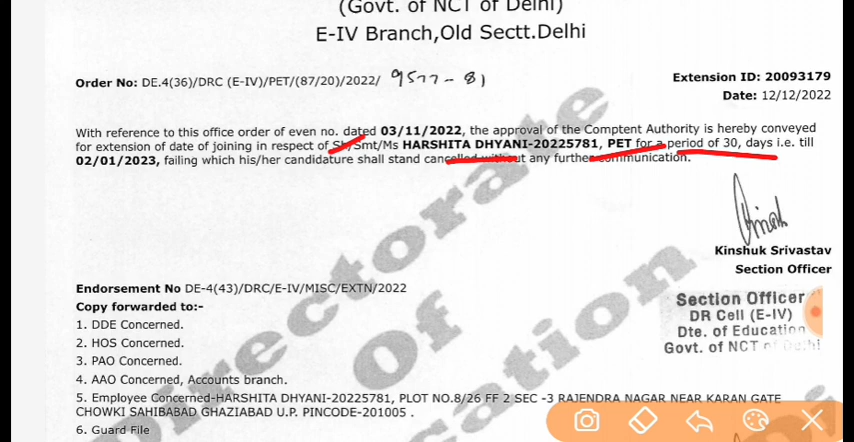 (Govt. of NCT of Delhi)
E-IV Branch,Old Sectt.Delhi
Order No: DE.4(36)/DRC (E-IV)/PET/(87/20)/2022/ 9577-81
Extension ID: 20093179
Date: 12/12/2022
With reference to this office order of even no. dated 03/11/2022, the approval of the Comptent Authority is hereby conveyed
for extension of date of joining in respect of Sh/Smt/Ms HARSHITA DHYANI-20225781, PET for a period of 30, days i.e. till
02/01/2023, failing which his/her candidature shall stand cancelled without any further communication.
Kinshuk Srivastav
Section Officer
Section Officer
DR Cell (E-IV)
Dte. of Education
Govt. of NCT of Delhi
Endorsement No DE-4(43)/DRC/E-IV/MISC/EXTN/2022
Copy forwarded to:-
1. DDE Concerned.
2. HOS Concerned.
3. PAO Concerned.
4. AAO Concerned, Accounts branch.
5. Employee Concerned-HARSHITA DHYANI-20225781, PLOT NO.8/26 FF 2 SEC -3 RAJENDRA NAGAR NEAR KARAN GATE
CHOWKI SAHIBABAD GHAZIABAD U.P. PINCODE-201005 .
6. Guard File
Directorate
Of